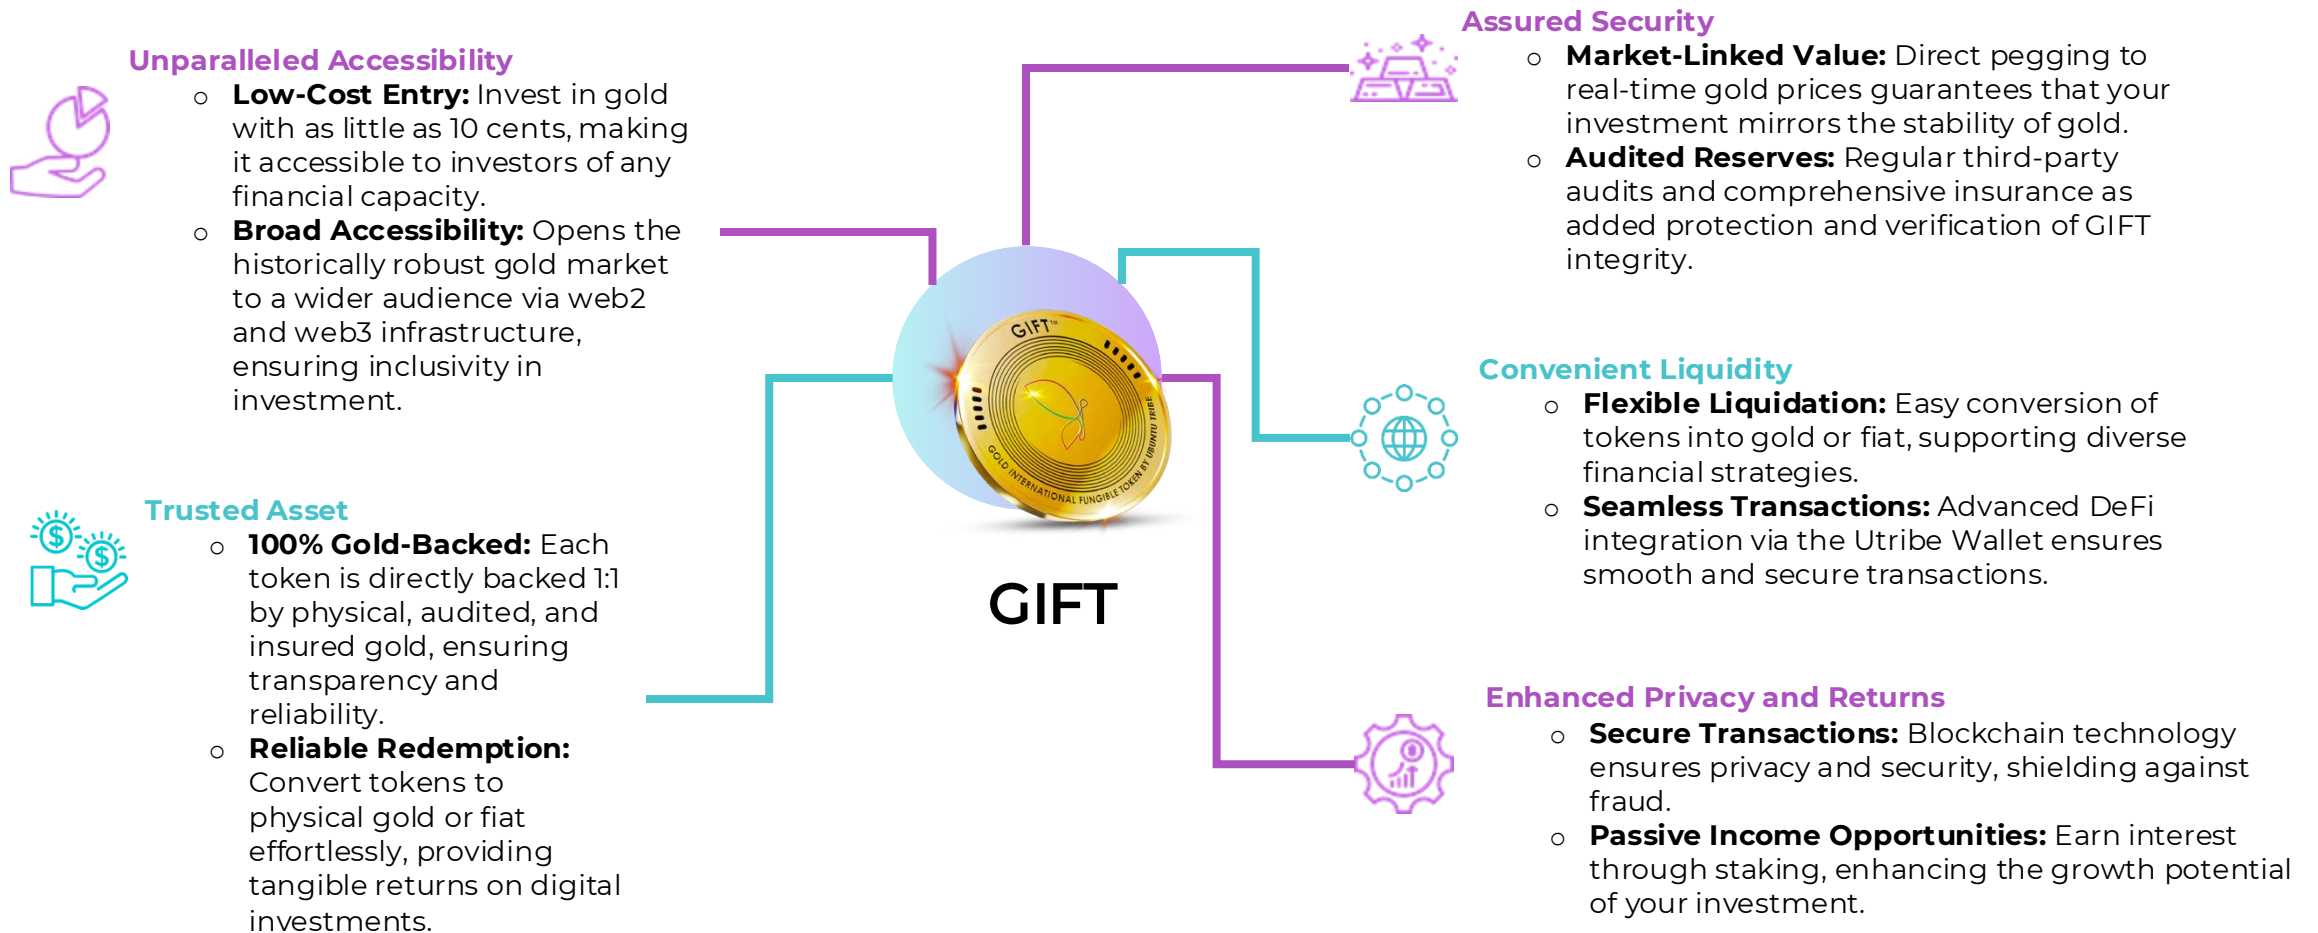 Unparalleled Accessibility
o Low-Cost Entry: Invest in gold
with as little as 10 cents, making
it accessible to investors of any
financial capacity.
o Broad Accessibility: Opens the
historically robust gold market
to a wider audience via web2
and web3 infrastructure,
ensuring inclusivity in
investment.
Trusted Asset
o 100% Gold-Backed: Each
token is directly backed 1:1
by physical, audited, and
insured gold, ensuring
transparency and
reliability.
o Reliable Redemption:
Convert tokens to
physical gold or fiat
effortlessly, providing
tangible returns on digital
investments.
GIFT™
GOLD INTERNATIONAL FUNGIBLE TOKEN BY UBUNTU TRIBE
GIFT
Assured Security
o Market-Linked Value: Direct pegging to
real-time gold prices guarantees that your
investment mirrors the stability of gold.
o Audited Reserves: Regular third-party
audits and comprehensive insurance as
added protection and verification of GIFT
integrity.
Convenient Liquidity
o Flexible Liquidation: Easy conversion of
tokens into gold or fiat, supporting diverse
financial strategies.
o Seamless Transactions: Advanced DeFi
integration via the Utribe Wallet ensures
smooth and secure transactions.
Enhanced Privacy and Returns
o Secure Transactions: Blockchain technology
ensures privacy and security, shielding against
fraud.
o Passive Income Opportunities: Earn interest
through staking, enhancing the growth potential
of your investment.